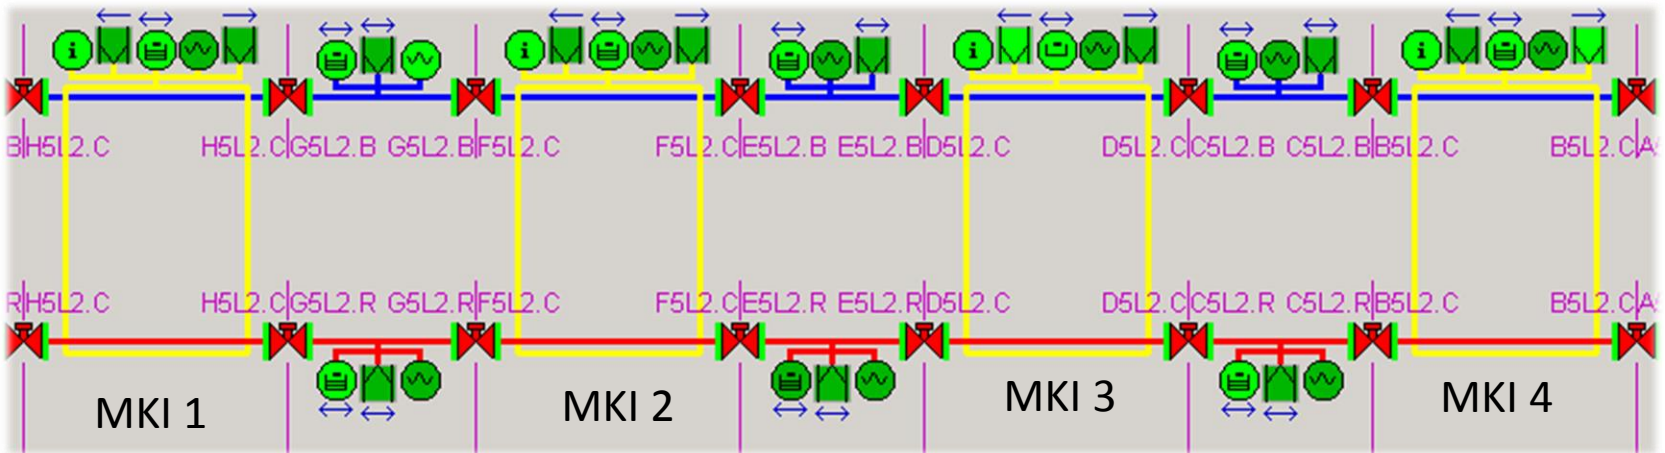 i i i i
B|H5L2.C H5L2.C|G5L2.B G5L2.B|F5L2.C F5L2.C|E5L2.B E5L2.B|D5L2.C D5L2.C|C5L2.B C5L2.B|B5L2.C B5L2.C|A
R|H5L2.C H5L2.C|G5L2.R G5L2.R|F5L2.C F5L2.C|E5L2.R E5L2.R|D5L2.C D5L2.C|C5L2.R C5L2.R|B5L2.C B5L2.C|A
MKI 1 MKI 2 MKI 3 MKI 4